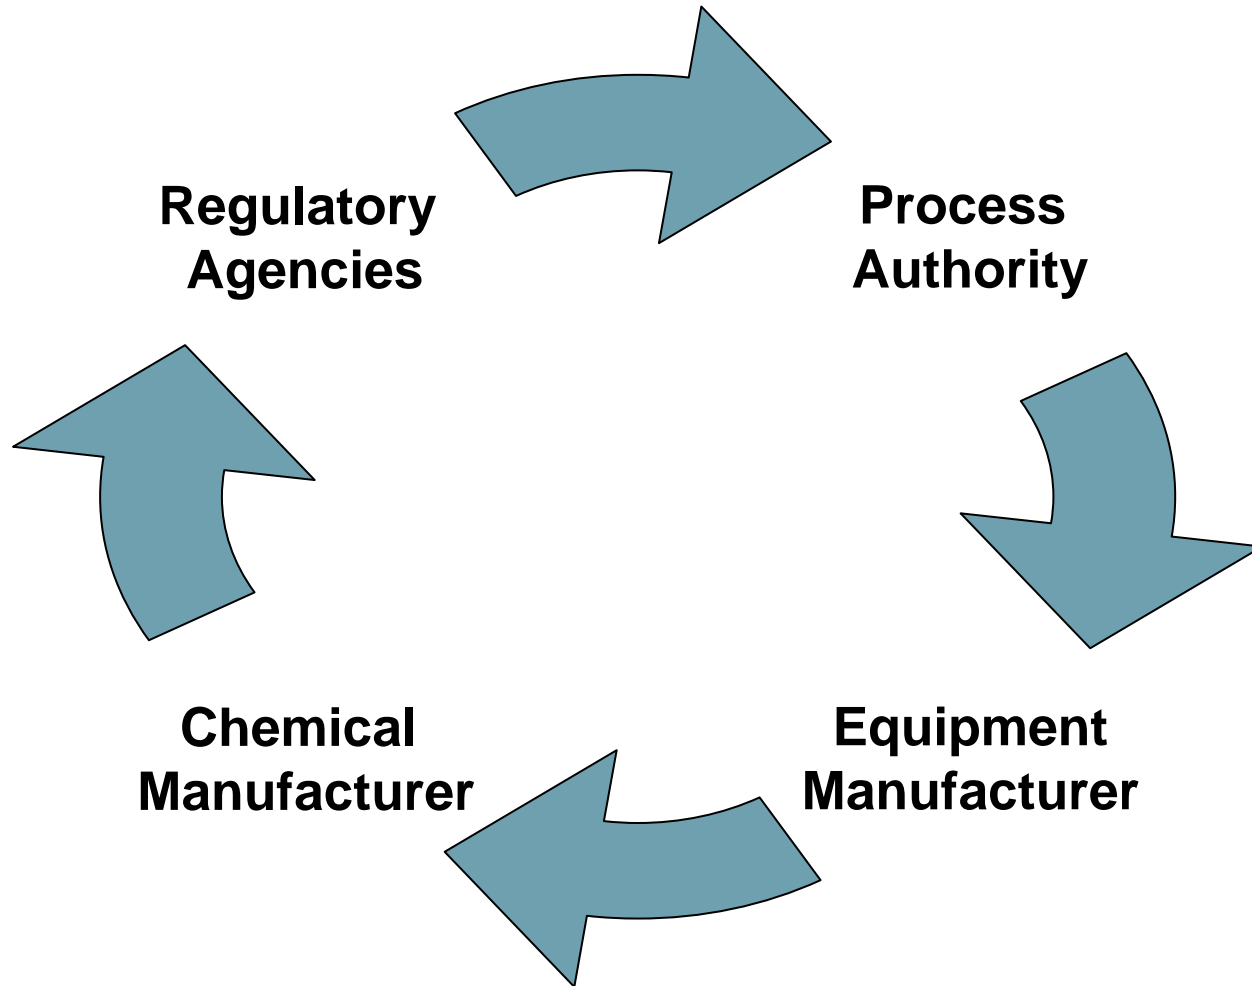 Regulatory
Agencies
Process
Authority
Chemical
Manufacturer
Equipment
Manufacturer